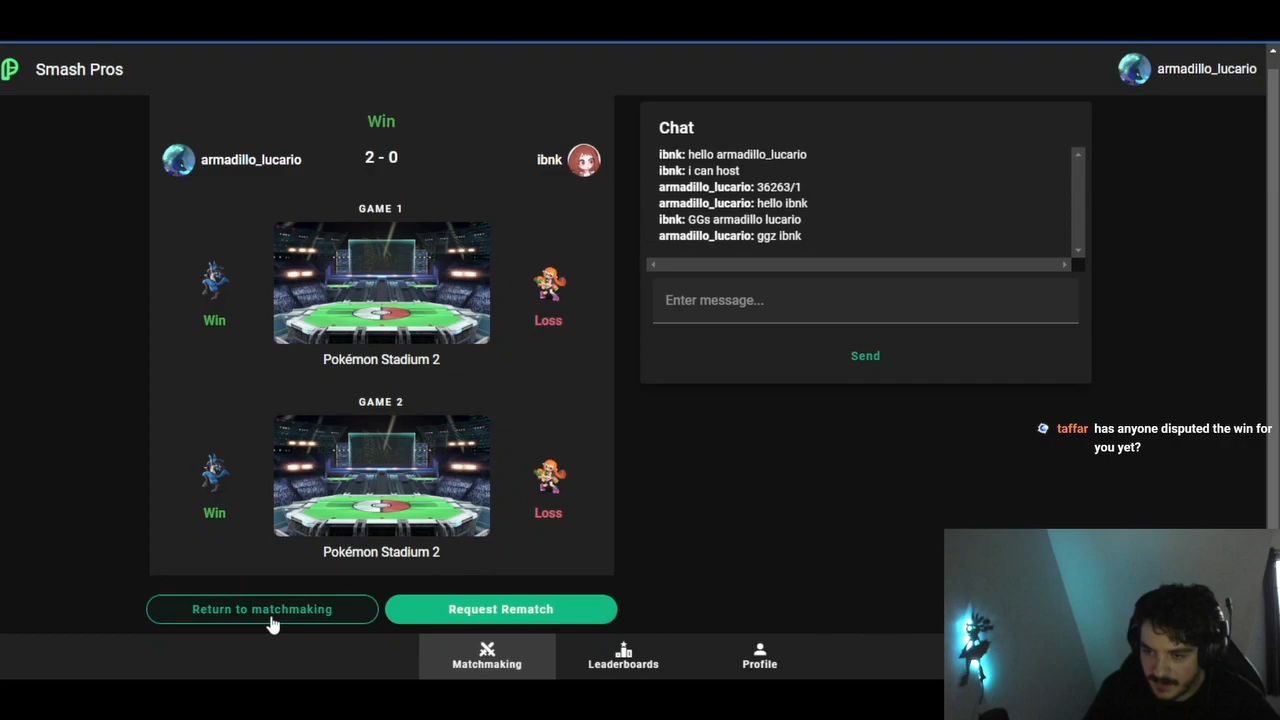 Smash Pros
armadillo_lucario
Win
armadillo_lucario
2 - 0
ibnk
GAME 1
Win
Loss
Pokémon Stadium 2
GAME 2
Win
Loss
Pokémon Stadium 2
Return to matchmaking
Request Rematch
Chat
ibnk: hello armadillo_lucario
ibnk: i can host
armadillo_lucario: 36263/1
armadillo_lucario: hello ibnk
ibnk: GGs armadillo lucario
armadillo_lucario: ggz ibnk
Enter message...
Send
taffar has anyone disputed the win for
you yet?
Matchmaking
Leaderboards
Profile